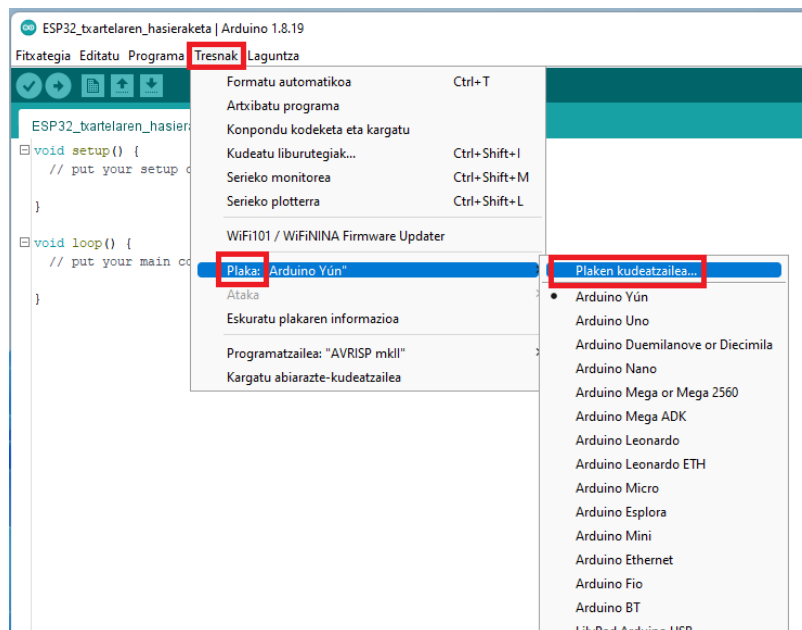 ESP32_txartelaren_hasieraketa | Arduino 1.8.19
Fitxategia Editatu Programa Tresnak Laguntza
ESP32_txartelaren_hasier
void setup() {
// put your setup c
}
void loop() {
// put your main co
}
Formatu automatikoa Ctrl+T
Artxibatu programa
Konpondu kodeketa eta kargatu
Kudeatu liburutegiak... Ctrl+Shift+I
Serieko monitorea Ctrl+Shift+M
Serieko plotterra Ctrl+Shift+L
WiFi101 / WiFiNINA Firmware Updater
Plaka: "Arduino Yún"
Ataka
Eskuratu plakaren informazioa
Programatzailea: "AVRISP mkII"
Kargatu abiarazte-kudeatzailea
Plaken kudeatzailea...
Arduino Yún
Arduino Uno
Arduino Duemilanove or Diecimila
Arduino Nano
Arduino Mega or Mega 2560
Arduino Mega ADK
Arduino Leonardo
Arduino Leonardo ETH
Arduino Micro
Arduino Esplora
Arduino Mini
Arduino Ethernet
Arduino Fio
Arduino BT
LilyPad Arduino USB